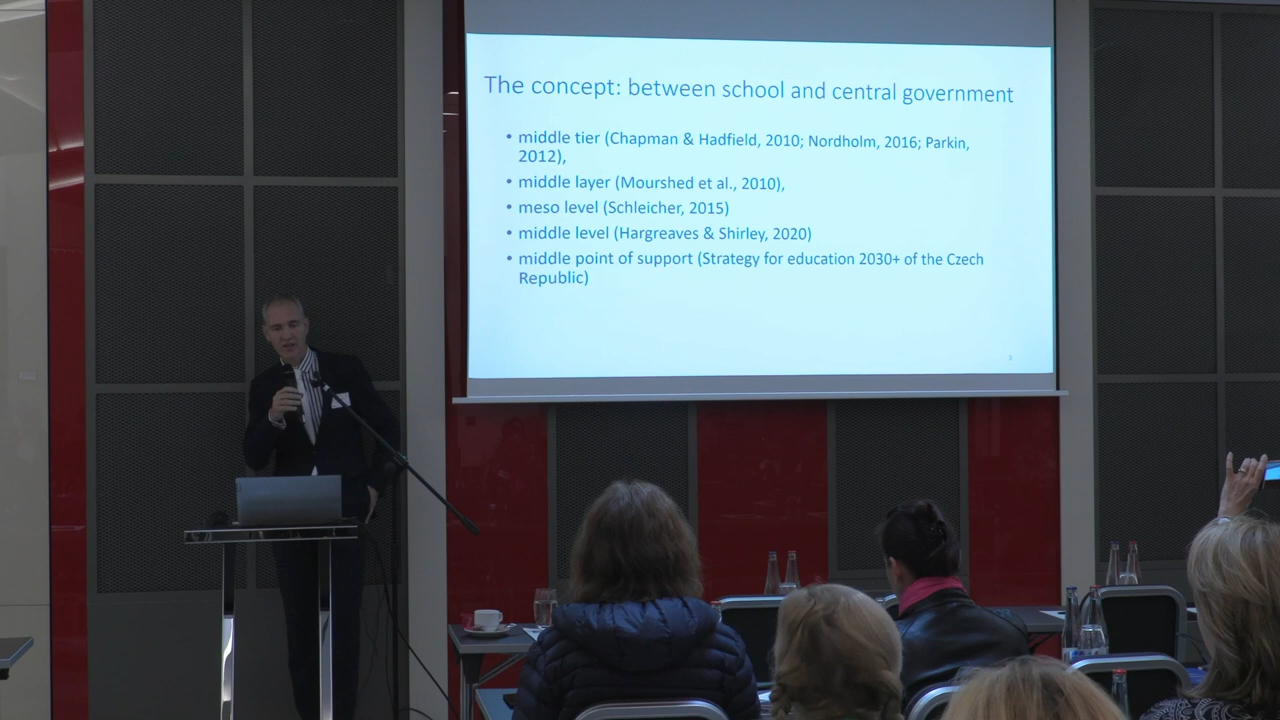 The concept: between school and central government
• middle tier (Chapman & Hadfield, 2010; Nordholm, 2016; Parkin,
2012),
• middle layer (Mourshed et al., 2010),
• meso level (Schleicher, 2015)
• middle level (Hargreaves & Shirley, 2020)
• middle point of support (Strategy for education 2030+ of the Czech
Republic)
3